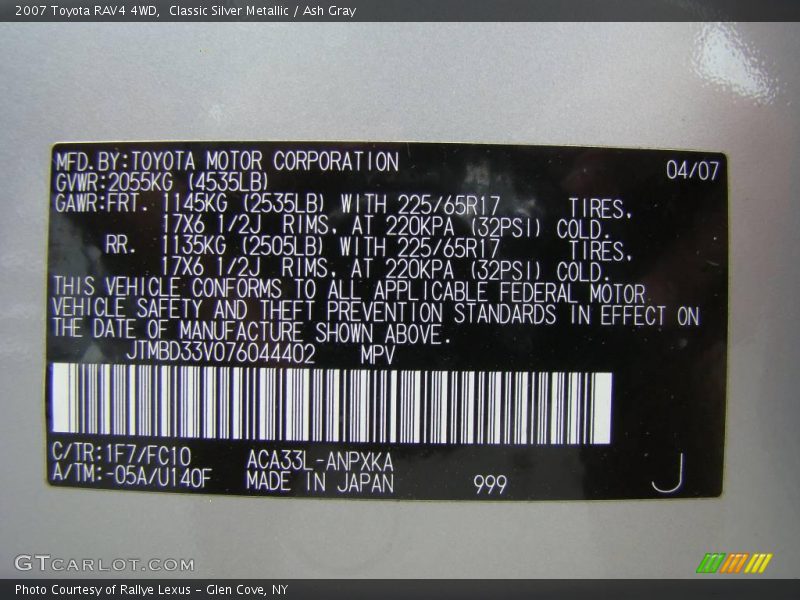 2007 Toyota RAV4 4WD,  Classic Silver Metallic / Ash Gray
MFD.BY:TOYOTA MOTOR CORPORATION 04/07
GVWR:2055KG (4535LB)
GAWR:FRT. 1145KG (2535LB) WITH 225/65R17 TIRES,
17X6 1/2J RIMS, AT 220KPA (32PSI) COLD.
RR. 1135KG (2505LB) WITH 225/65R17 TIRES,
17X6 1/2J RIMS, AT 220KPA (32PSI) COLD.
THIS VEHICLE CONFORMS TO ALL APPLICABLE FEDERAL MOTOR
VEHICLE SAFETY AND THEFT PREVENTION STANDARDS IN EFFECT ON
THE DATE OF MANUFACTURE SHOWN ABOVE.
JTMBD33V076044402 MPV
C/TR:1F7/FC10 ACA33L-ANPXKA
A/TM:-05A/U140F MADE IN JAPAN 999 J
GTCARLOT.COM
Photo Courtesy of Rallye Lexus - Glen Cove, NY